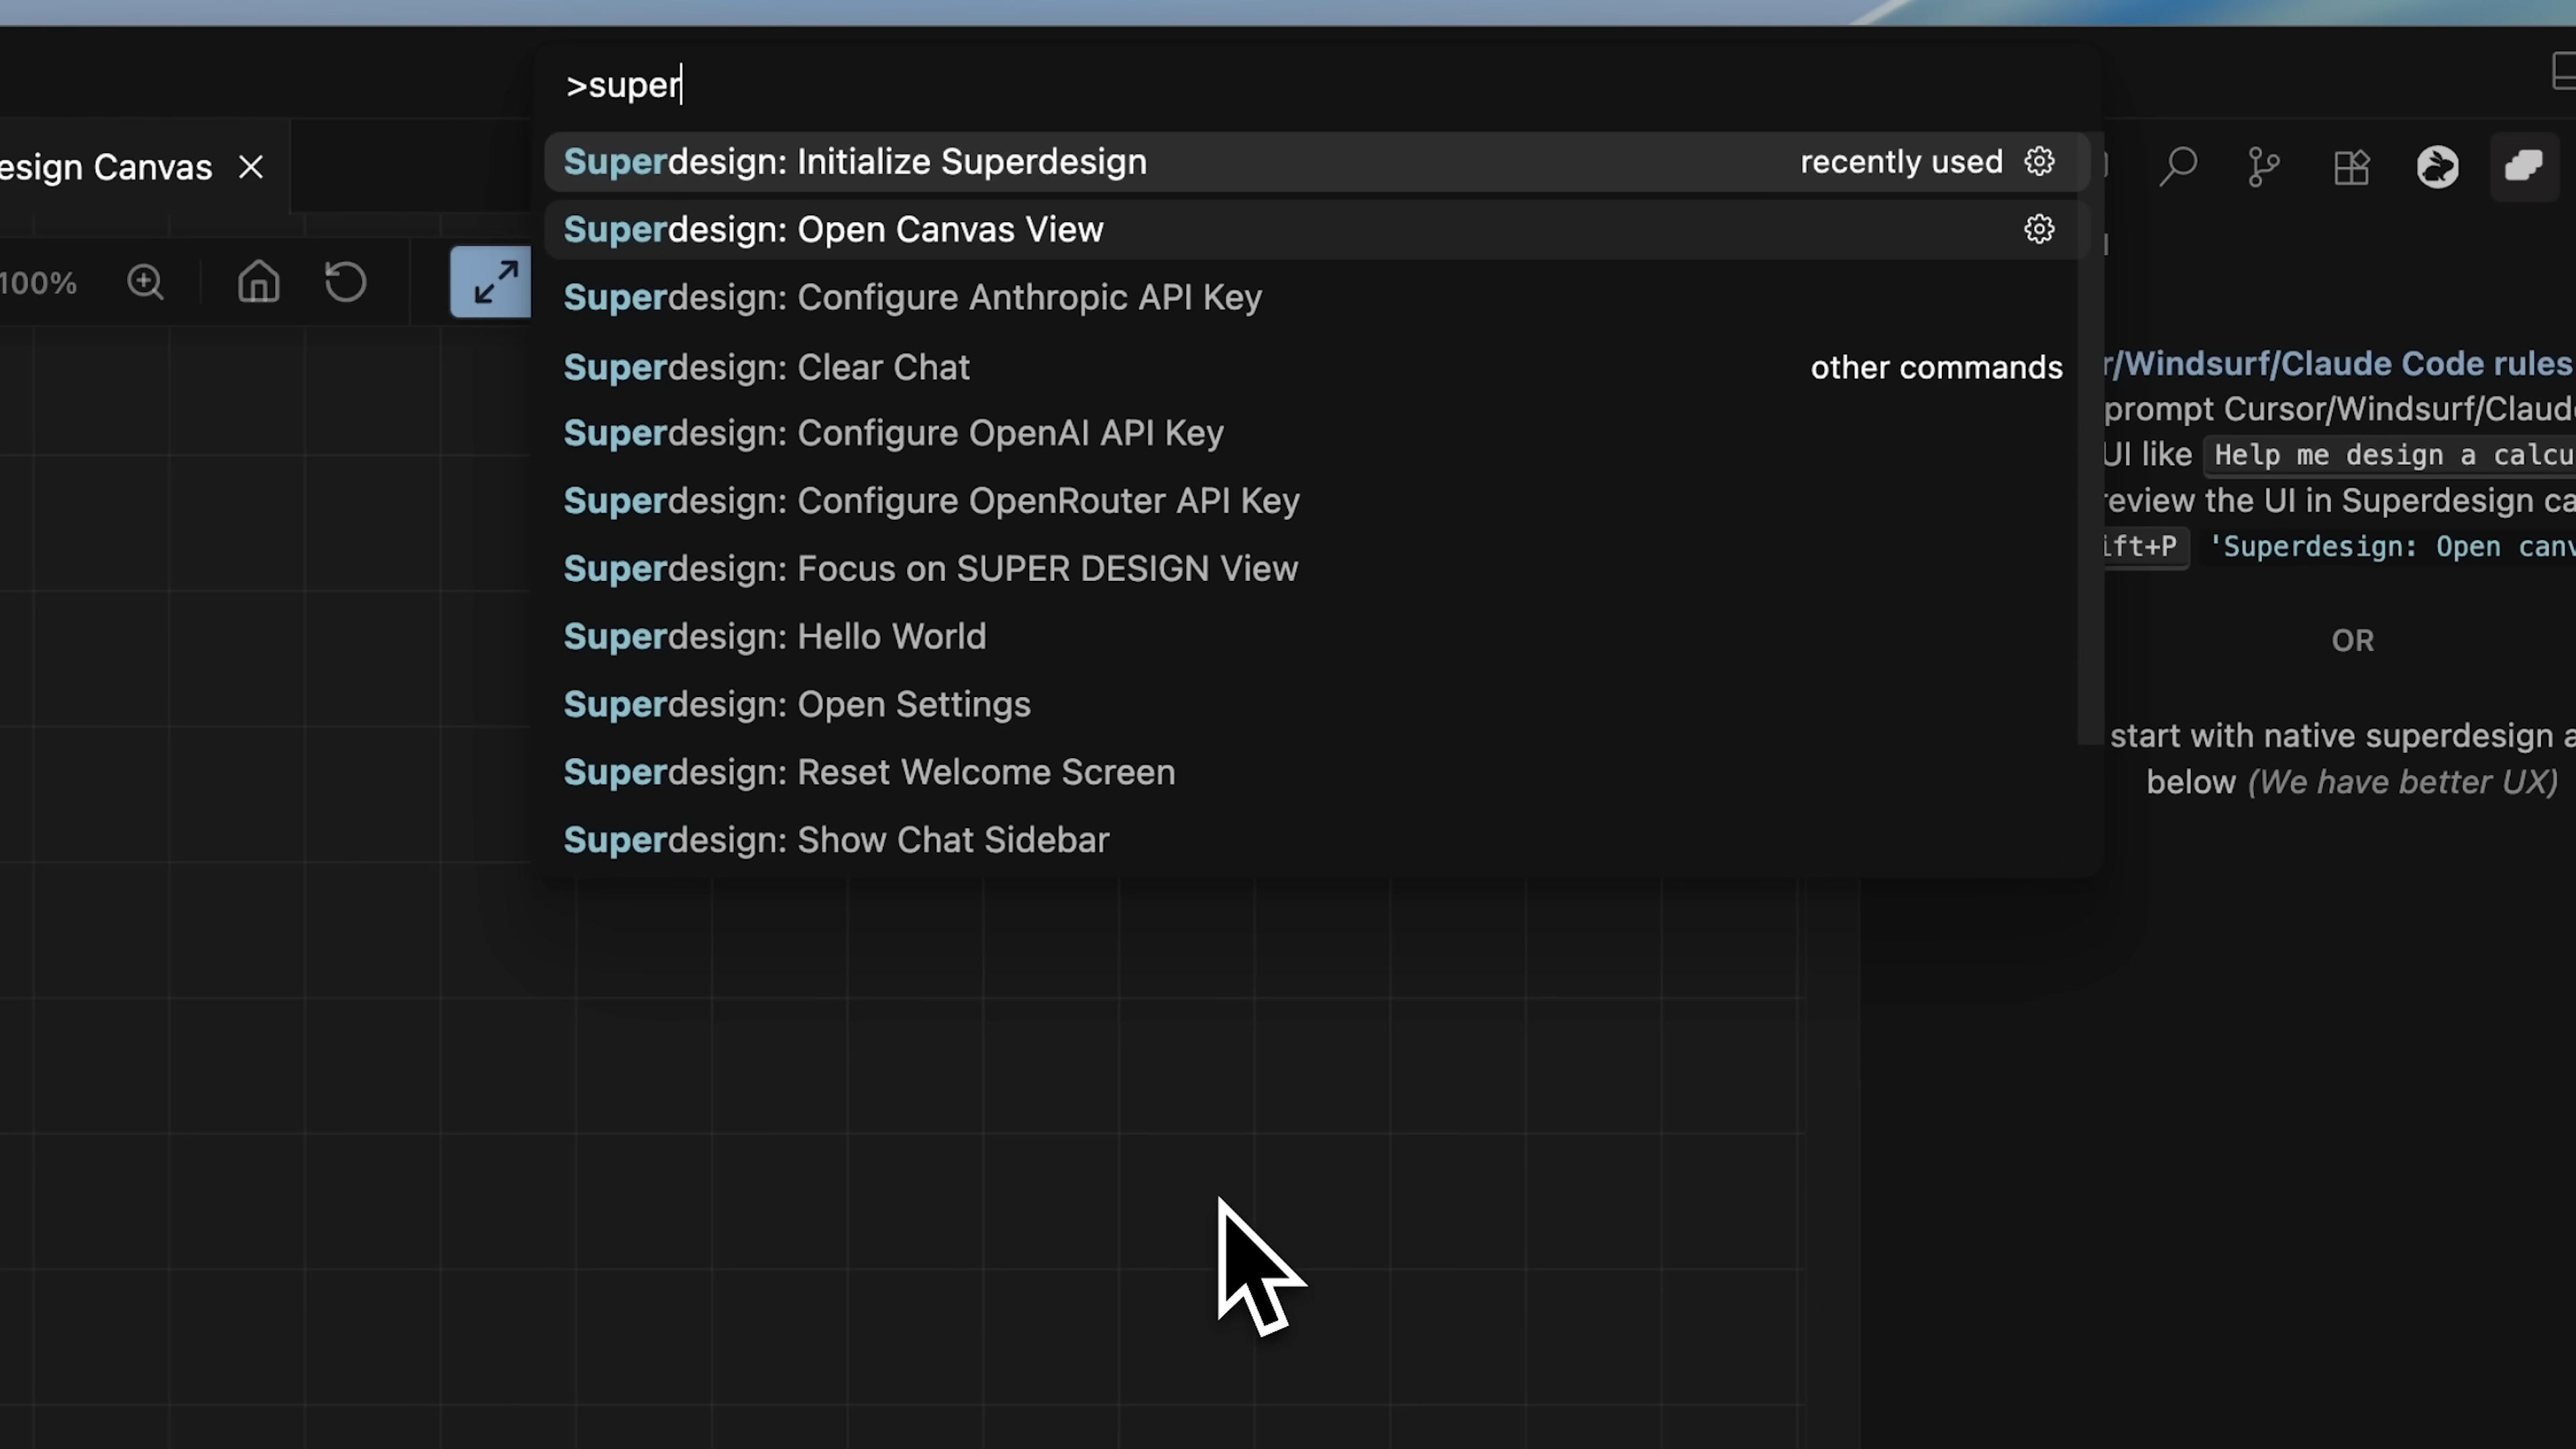 >super
esign Canvas
100%
Superdesign: Initialize Superdesign
recently used
Superdesign: Open Canvas View
Superdesign: Configure Anthropic API Key
Superdesign: Clear Chat
other commands
Superdesign: Configure OpenAI API Key
Superdesign: Configure OpenRouter API Key
Superdesign: Focus on SUPER DESIGN View
Superdesign: Hello World
Superdesign: Open Settings
Superdesign: Reset Welcome Screen
Superdesign: Show Chat Sidebar
r/Windsurf/Claude Code rules
prompt Cursor/Windsurf/Claud
UI like Help me design a calcu
review the UI in Superdesign ca
ift+P 'Superdesign: Open canv
OR
start with native superdesign a
below (We have better UX)